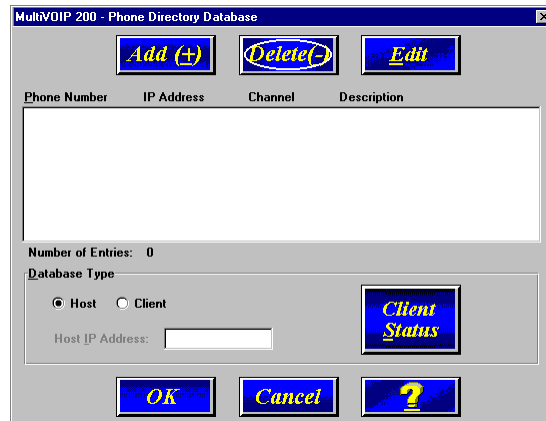 MultiVOIP 200 - Phone Directory Database
Add (+) Delete(-) Edit
Phone Number IP Address Channel Description
Number of Entries: 0
Database Type
Host Client
Client
Status
Host IP Address:
OK Cancel ?